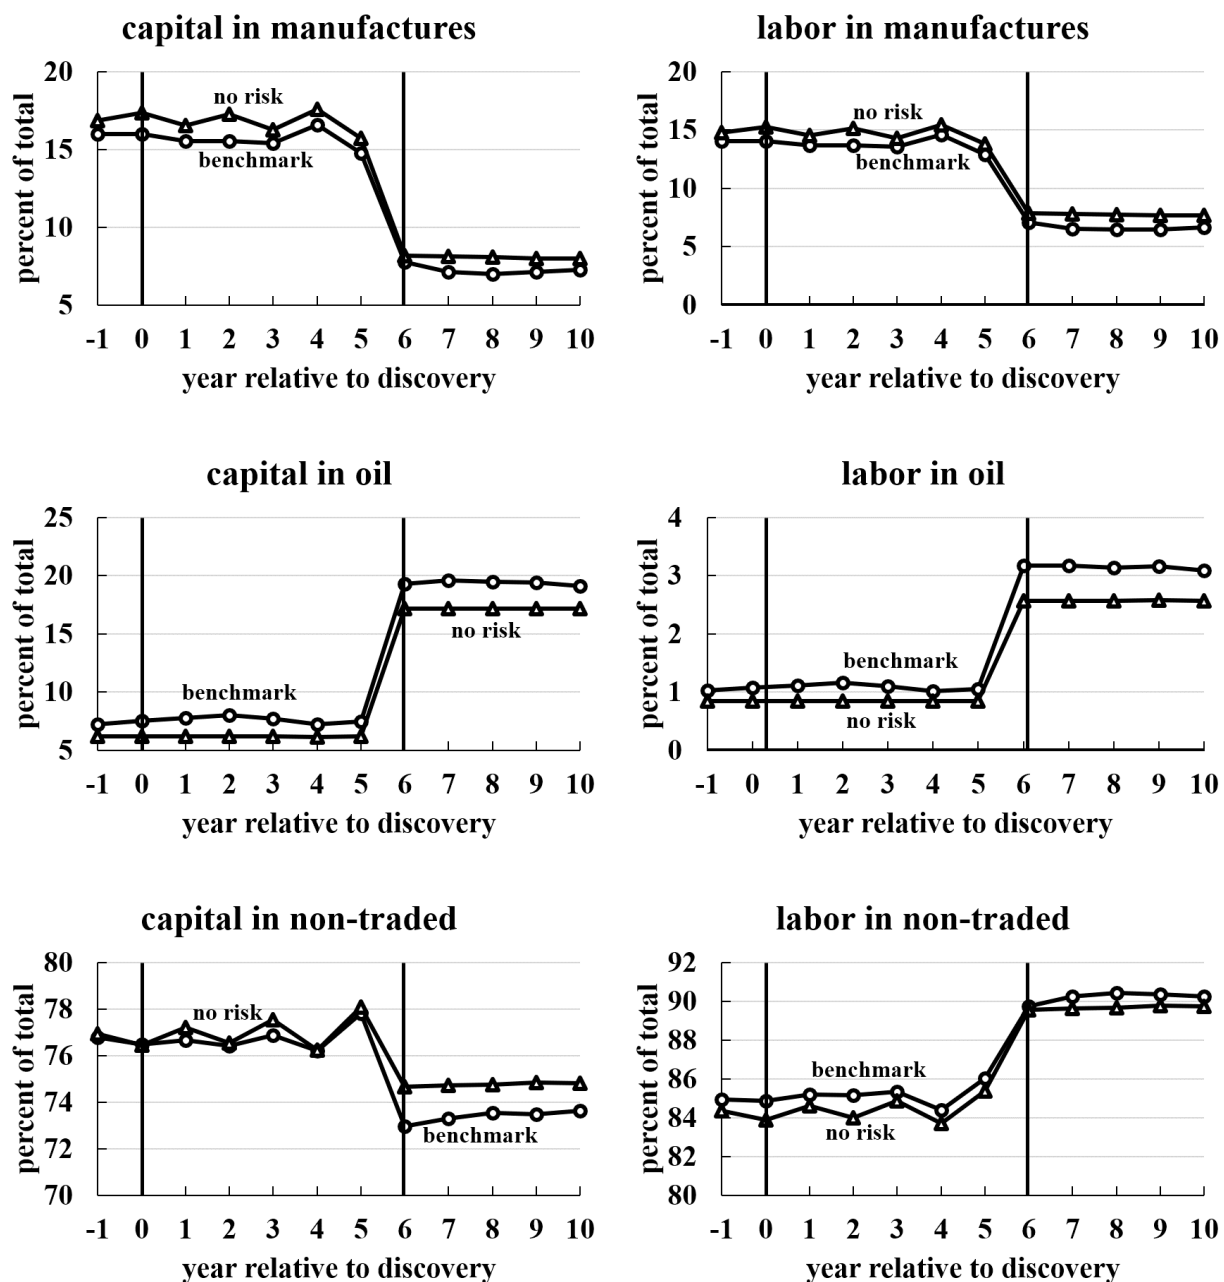 capital in manufactures
percent of total
20
15
10
5
no risk
benchmark
-1 0 1 2 3 4 5 6 7 8 9 10
year relative to discovery
labor in manufactures
percent of total
20
15
10
5
0
no risk
benchmark
-1 0 1 2 3 4 5 6 7 8 9 10
year relative to discovery
capital in oil
percent of total
25
20
15
10
5
no risk
benchmark
-1 0 1 2 3 4 5 6 7 8 9 10
year relative to discovery
labor in oil
percent of total
4
3
2
1
0
benchmark
no risk
-1 0 1 2 3 4 5 6 7 8 9 10
year relative to discovery
capital in non-traded
percent of total
80
78
76
74
72
70
no risk
benchmark
-1 0 1 2 3 4 5 6 7 8 9 10
year relative to discovery
labor in non-traded
percent of total
92
90
88
86
84
82
80
benchmark
no risk
-1 0 1 2 3 4 5 6 7 8 9 10
year relative to discovery